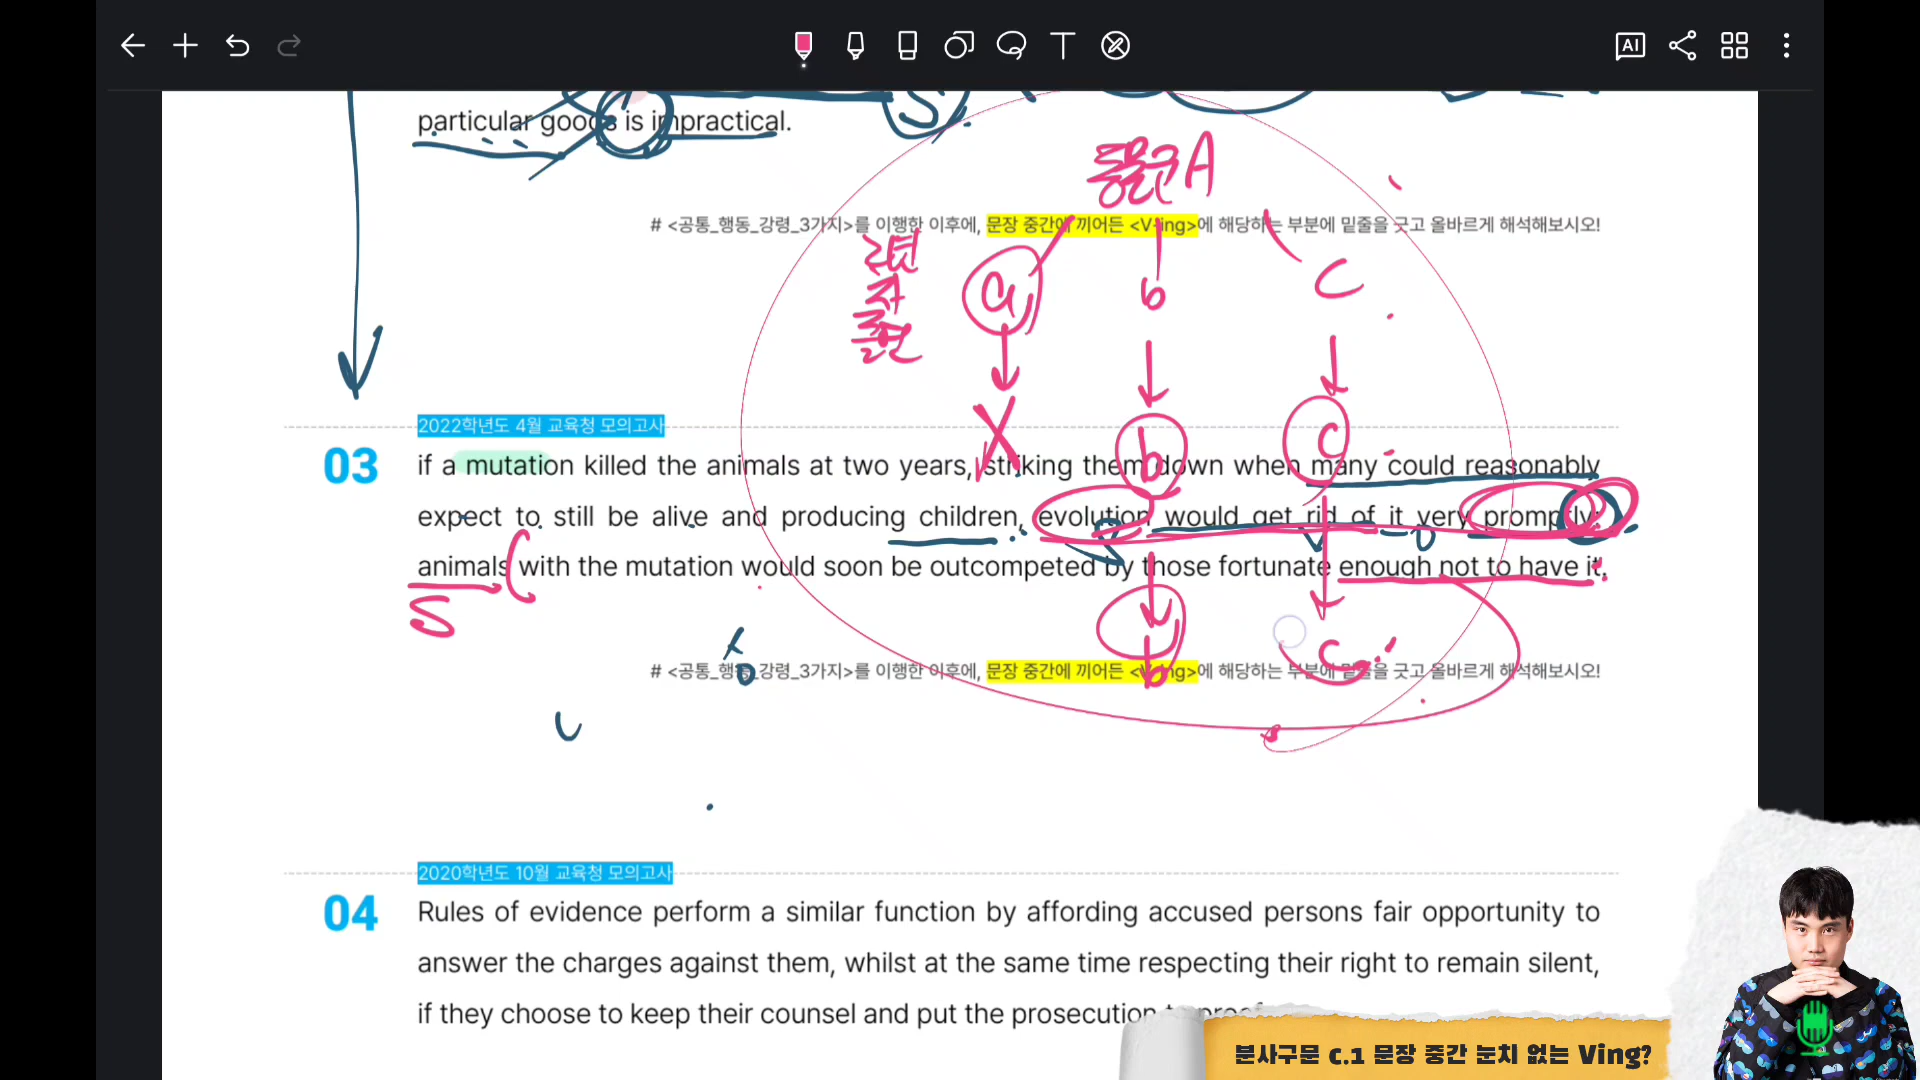 particular goods is impractical.
S
동물군 A
# <공통_행동_강령_3가지>를 이행한 이후에, 문장 중간에 끼어든 <V-ing>에 해당하는 부분에 밑줄을 긋고 올바르게 해석해보시오!
2년
a b c
X b c
2022학년도 4월 교육청 모의고사
03 if a mutation killed the animals at two years, striking them down when many could reasonably
expect to still be alive and producing children, evolution would get rid of it very promptly;
animals with the mutation would soon be outcompeted by those fortunate enough not to have it.
S
b c
# <공통_행동_강령_3가지>를 이행한 이후에, 문장 중간에 끼어든 <V-ing>에 해당하는 부분에 밑줄을 긋고 올바르게 해석해보시오!
2020학년도 10월 교육청 모의고사
04 Rules of evidence perform a similar function by affording accused persons fair opportunity to
answer the charges against them, whilst at the same time respecting their right to remain silent,
if they choose to keep their counsel and put the prosecution to proof
분사구문 c.1 문장 중간 눈치 없는 Ving?
T
AI